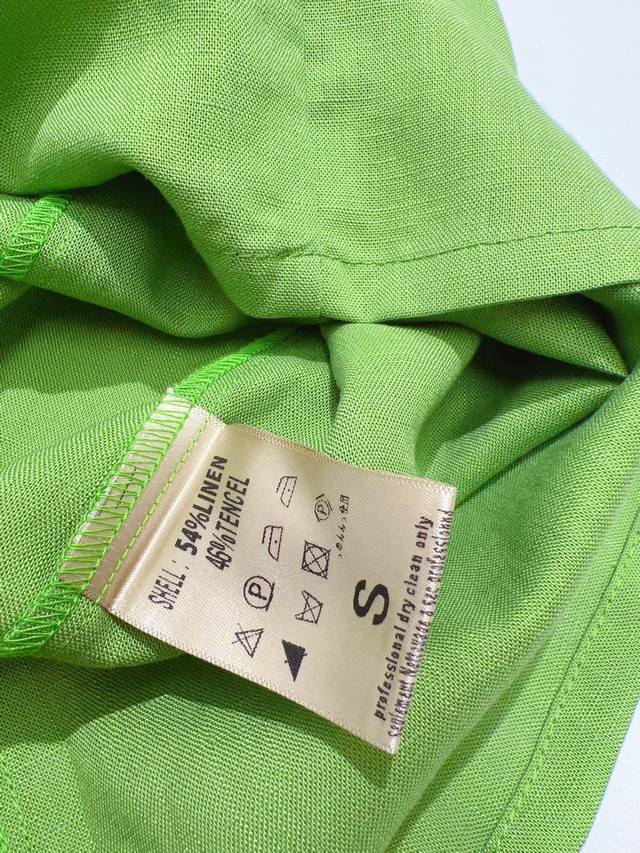 SHELL: 54%LINEN
46%TENCEL
P
P
S
professional dry clean only